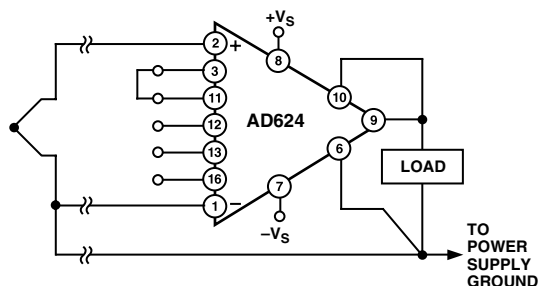 +VS
2
+
8
3
10
11
AD624
9
12
6
13
LOAD
16
7
1
−
−VS
TO
POWER
SUPPLY
GROUND